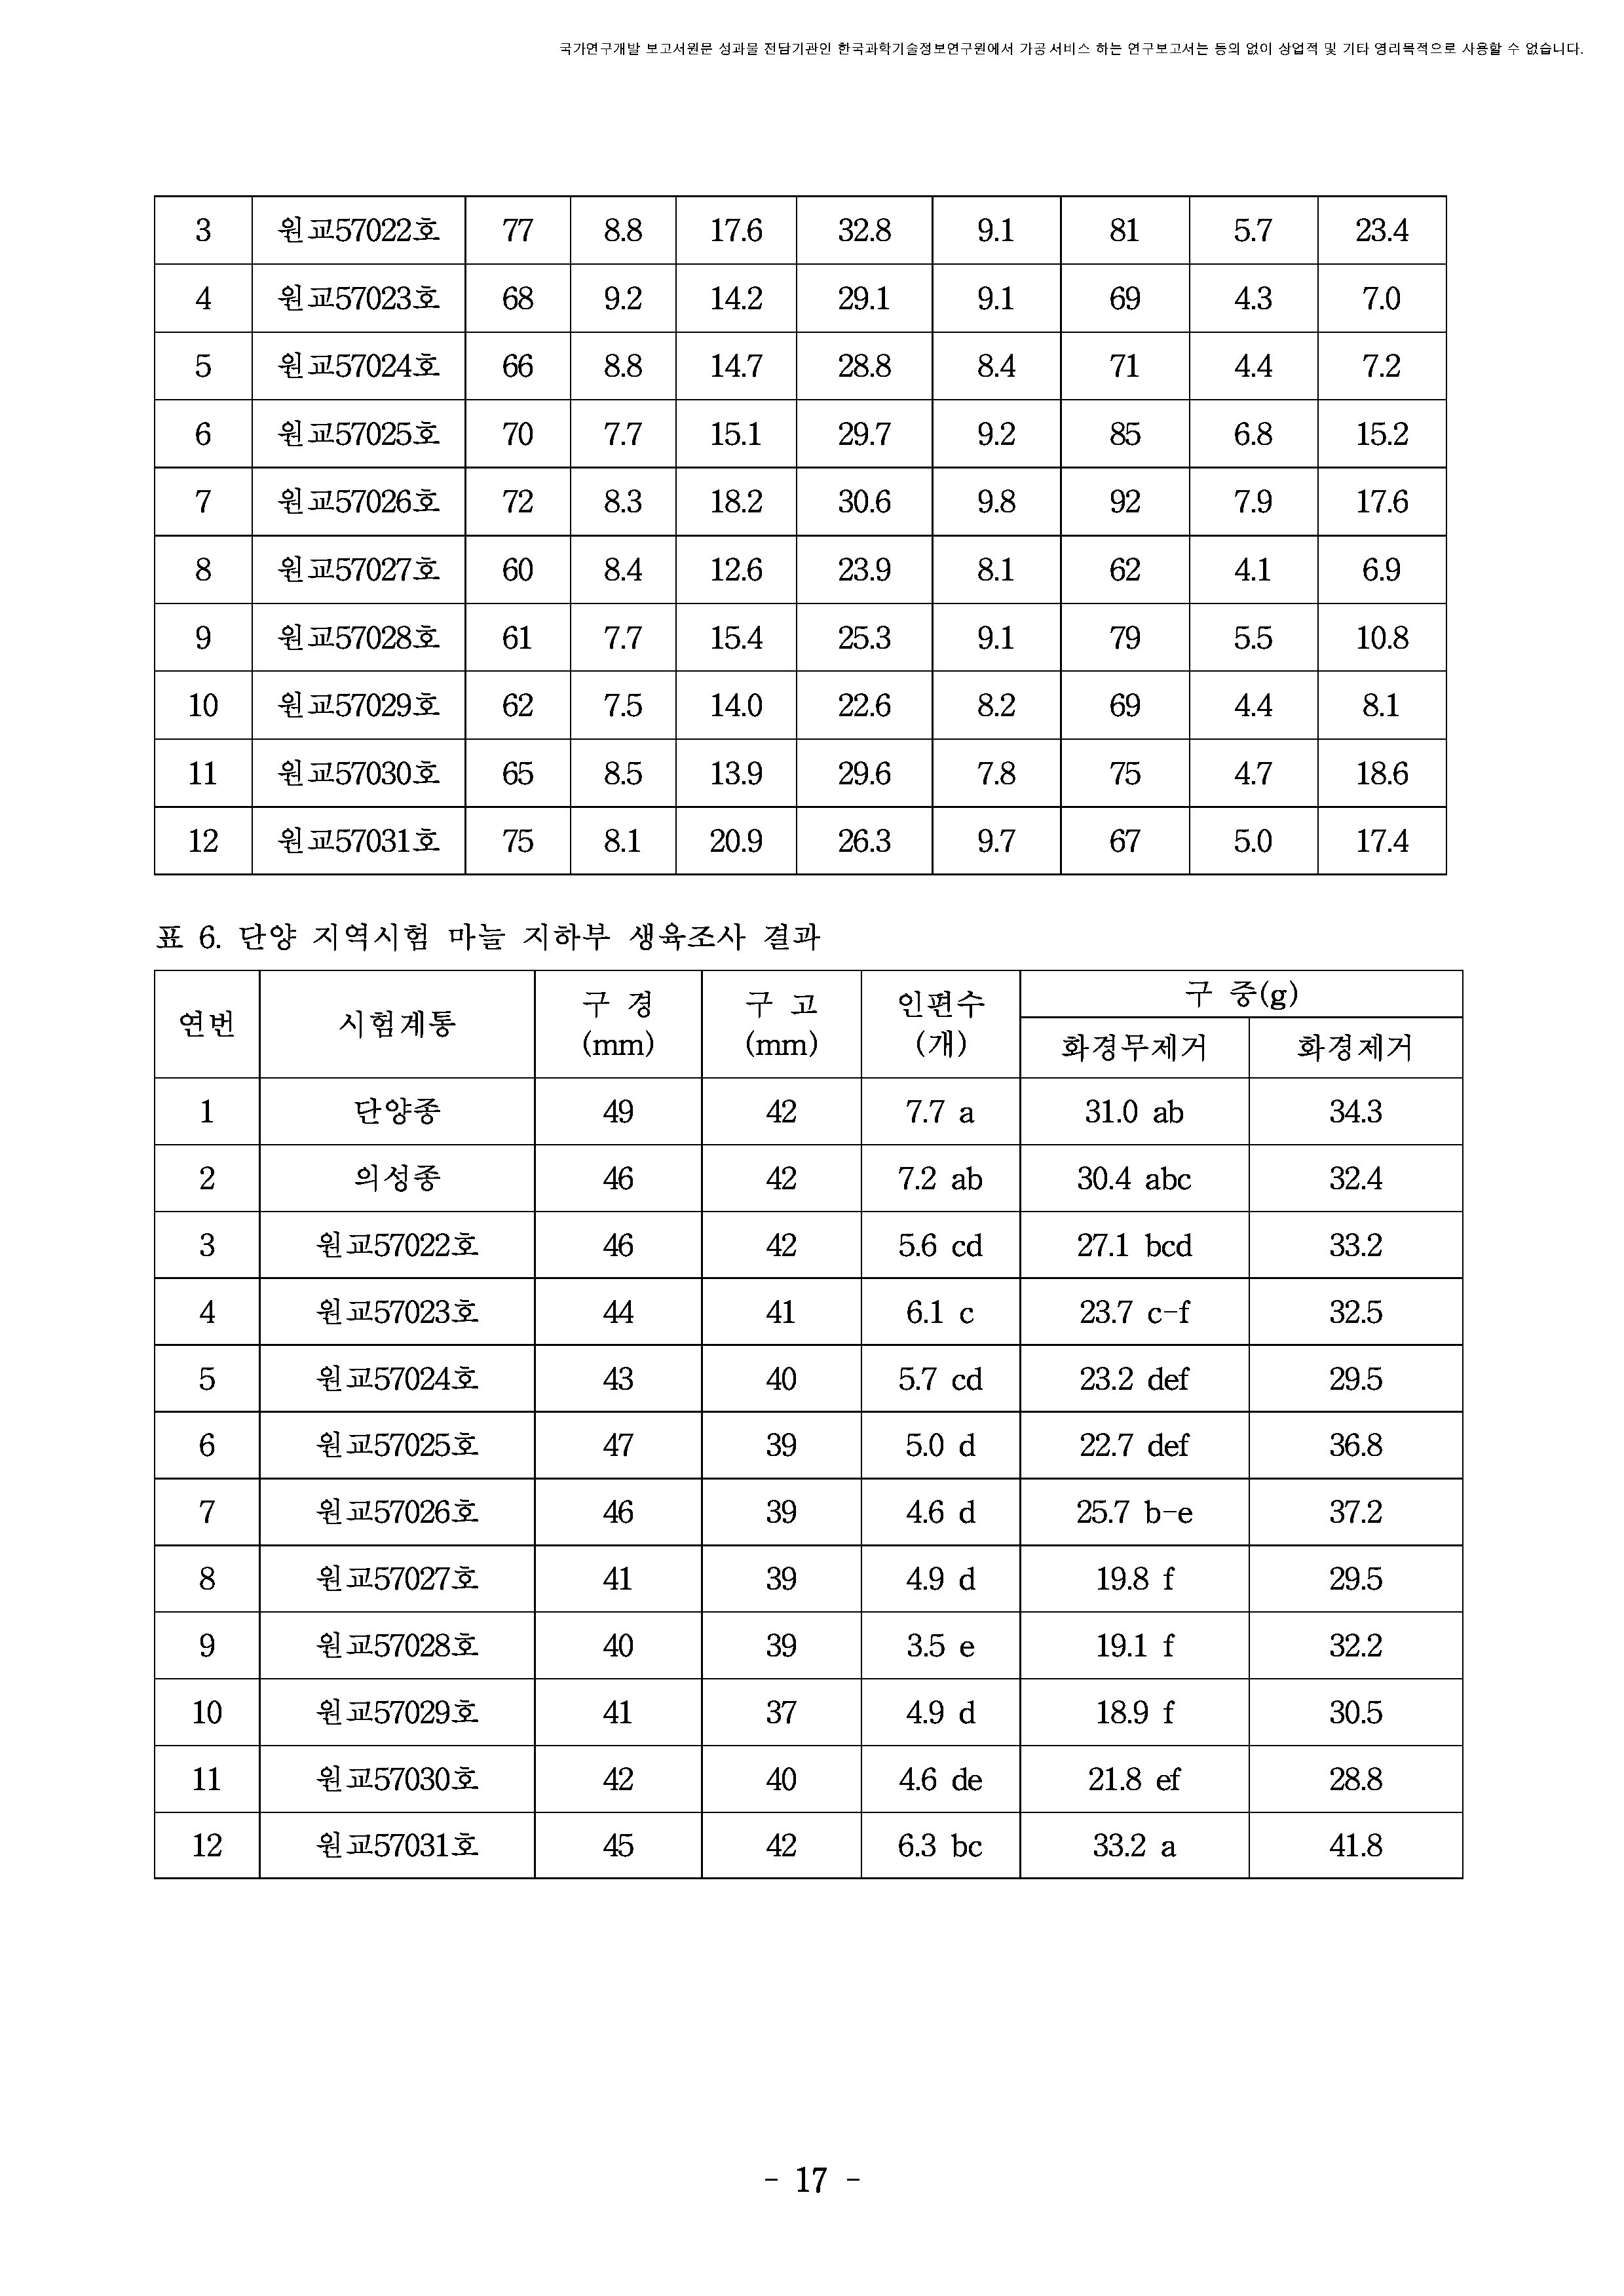 국가연구개발 보고서원문 성과물 전담기관인 한국과학기술정보연구원에서 가공·서비스 하는 연구보고서는 동의 없이 상업적 및 기타 영리목적으로 사용할 수 없습니다.
3 원교57022호 77 8.8 17.6 32.8 9.1 81 5.7 23.4
4 원교57023호 68 9.2 14.2 29.1 9.1 69 4.3 7.0
5 원교57024호 66 8.8 14.7 28.8 8.4 71 4.4 7.2
6 원교57025호 70 7.7 15.1 29.7 9.2 85 6.8 15.2
7 원교57026호 72 8.3 18.2 30.6 9.8 92 7.9 17.6
8 원교57027호 60 8.4 12.6 23.9 8.1 62 4.1 6.9
9 원교57028호 61 7.7 15.4 25.3 9.1 79 5.5 10.8
10 원교57029호 62 7.5 14.0 22.6 8.2 69 4.4 8.1
11 원교57030호 65 8.5 13.9 29.6 7.8 75 4.7 18.6
12 원교57031호 75 8.1 20.9 26.3 9.7 67 5.0 17.4
표 6. 단양 지역시험 마늘 지하부 생육조사 결과
연번 시험계통 구 경 (mm) 구 고 (mm) 인편수 (개) 구 중(g)
화경무제거 화경제거
1 단양종 49 42 7.7 a 31.0 ab 34.3
2 의성종 46 42 7.2 ab 30.4 abc 32.4
3 원교57022호 46 42 5.6 cd 27.1 bcd 33.2
4 원교57023호 44 41 6.1 c 23.7 c-f 32.5
5 원교57024호 43 40 5.7 cd 23.2 def 29.5
6 원교57025호 47 39 5.0 d 22.7 def 36.8
7 원교57026호 46 39 4.6 d 25.7 b-e 37.2
8 원교57027호 41 39 4.9 d 19.8 f 29.5
9 원교57028호 40 39 3.5 e 19.1 f 32.2
10 원교57029호 41 37 4.9 d 18.9 f 30.5
11 원교57030호 42 40 4.6 de 21.8 ef 28.8
12 원교57031호 45 42 6.3 bc 33.2 a 41.8
- 17 -